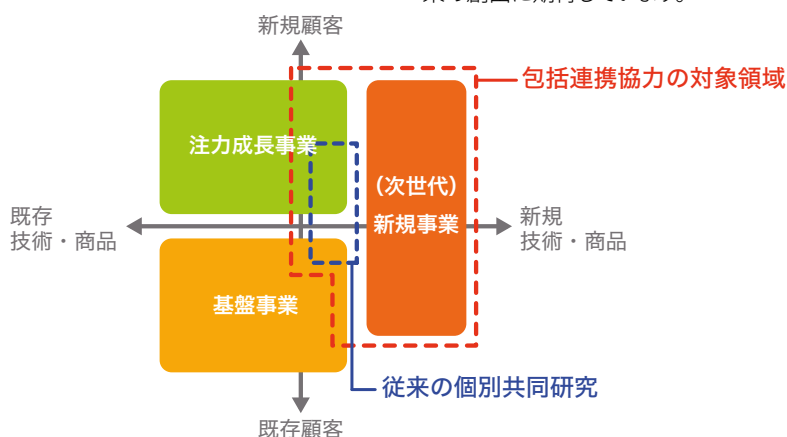 新規顧客
包括連携協力の対象領域
注力成長事業
(次世代)
新規事業
既存
技術・商品
新規
技術・商品
基盤事業
従来の個別共同研究
既存顧客